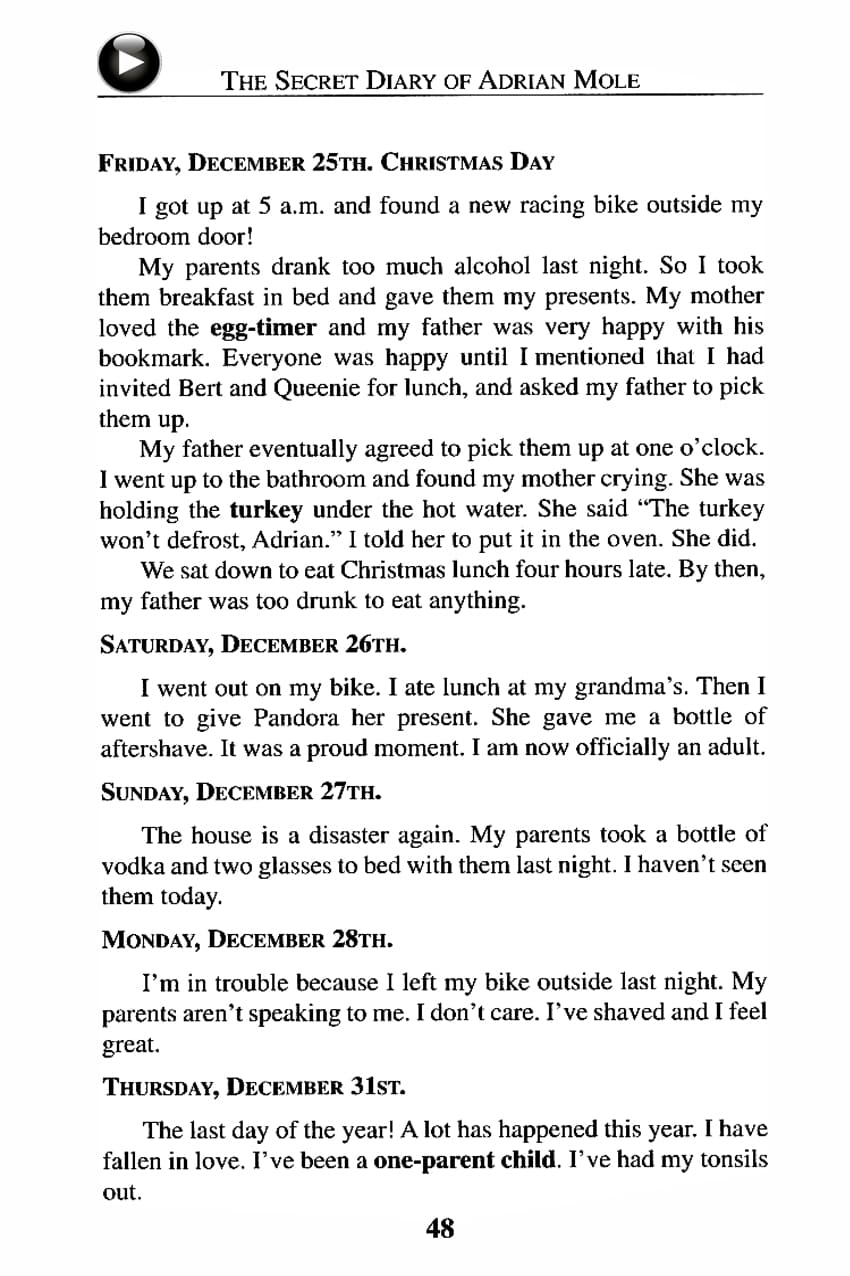 THE SECRET DIARY OF ADRIAN MOLE
FRIDAY, DECEMBER 25TH. CHRISTMAS DAY
I got up at 5 a.m. and found a new racing bike outside my
bedroom door!
My parents drank too much alcohol last night. So I took
them breakfast in bed and gave them my presents. My mother
loved the egg-timer and my father was very happy with his
bookmark. Everyone was happy until I mentioned that I had
invited Bert and Queenie for lunch, and asked my father to pick
them up.
My father eventually agreed to pick them up at one o’clock.
I went up to the bathroom and found my mother crying. She was
holding the turkey under the hot water. She said “The turkey
won’t defrost, Adrian.” I told her to put it in the oven. She did.
We sat down to eat Christmas lunch four hours late. By then,
my father was too drunk to eat anything.
SATURDAY, DECEMBER 26TH.
I went out on my bike. I ate lunch at my grandma’s. Then I
went to give Pandora her present. She gave me a bottle of
aftershave. It was a proud moment. I am now officially an adult.
SUNDAY, DECEMBER 27TH.
The house is a disaster again. My parents took a bottle of
vodka and two glasses to bed with them last night. I haven’t seen
them today.
MONDAY, DECEMBER 28TH.
I’m in trouble because I left my bike outside last night. My
parents aren’t speaking to me. I don’t care. I’ve shaved and I feel
great.
THURSDAY, DECEMBER 31ST.
The last day of the year! A lot has happened this year. I have
fallen in love. I’ve been a one-parent child. I’ve had my tonsils
out.
48